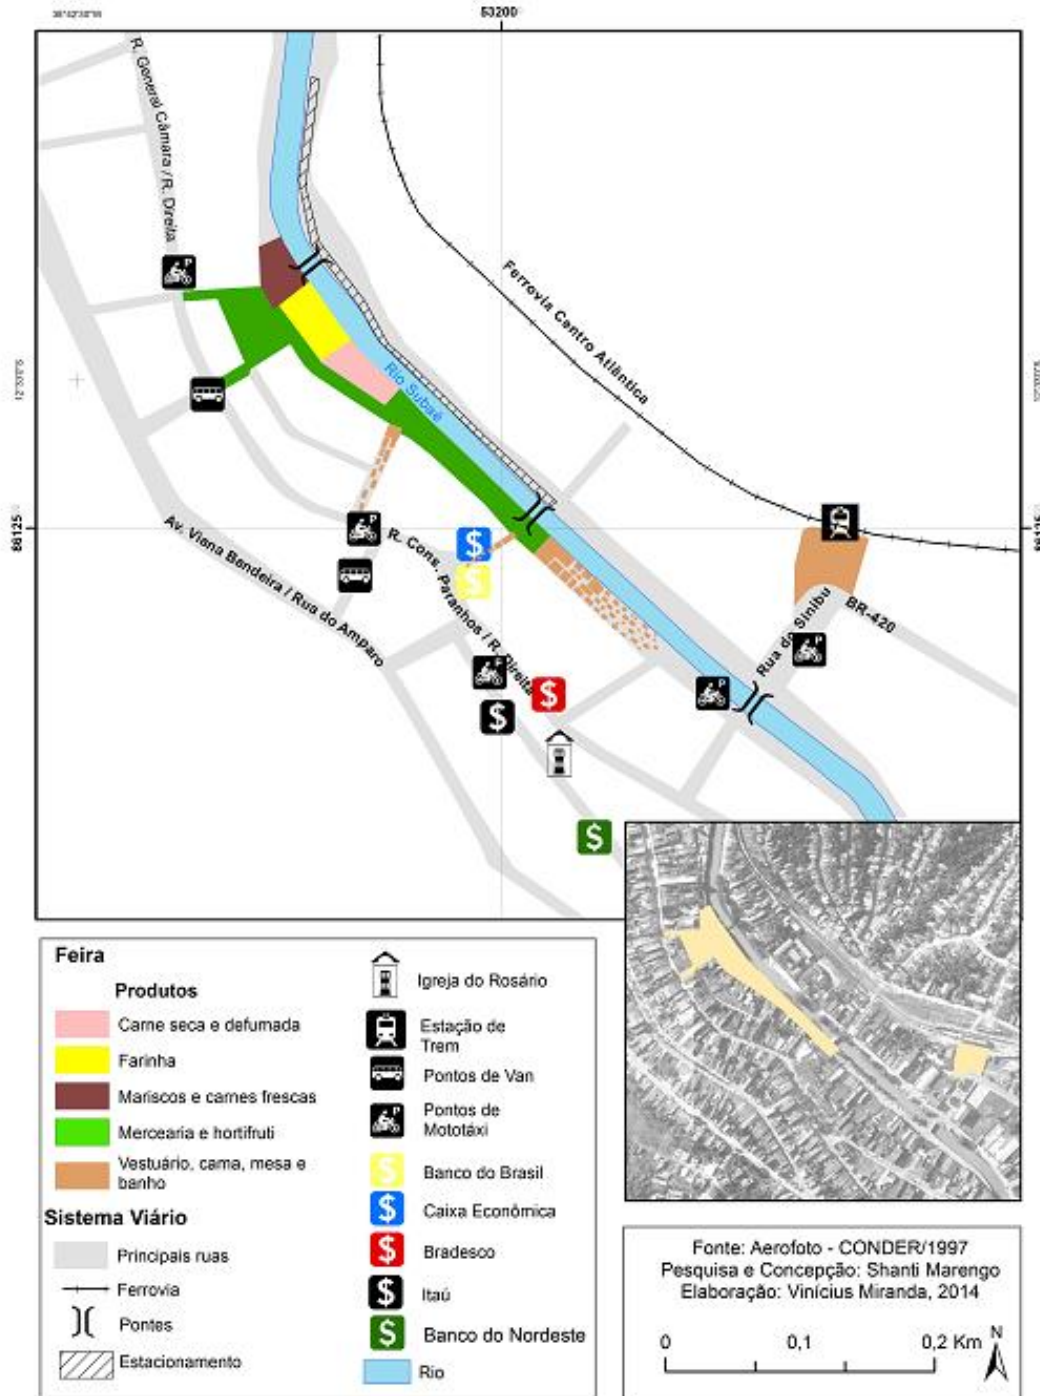 53200
R. General Câmara / R. Direita
Ferrovia Centro Atlântica
Rio Subaé
86125
Av. Viana Bandeira / Rua do Amparo
R. Cons. Paranhos / R. Direita
Rua do Sinibu
BR-420
Feira
Produtos
Carne seca e defumada
Farinha
Mariscos e carnes frescas
Mercearia e hortifruti
Vestuário, cama, mesa e
banho
Sistema Viário
Principais ruas
Ferrovia
Pontes
Estacionamento
Igreja do Rosário
Estação de
Trem
Pontos de Van
Pontos de
Mototáxi
Banco do Brasil
Caixa Econômica
Bradesco
Itaú
Banco do Nordeste
Rio
Fonte: Aerofoto - CONDER/1997
Pesquisa e Concepção: Shanti Marengo
Elaboração: Vinícius Miranda, 2014
0 0,1 0,2 Km
N